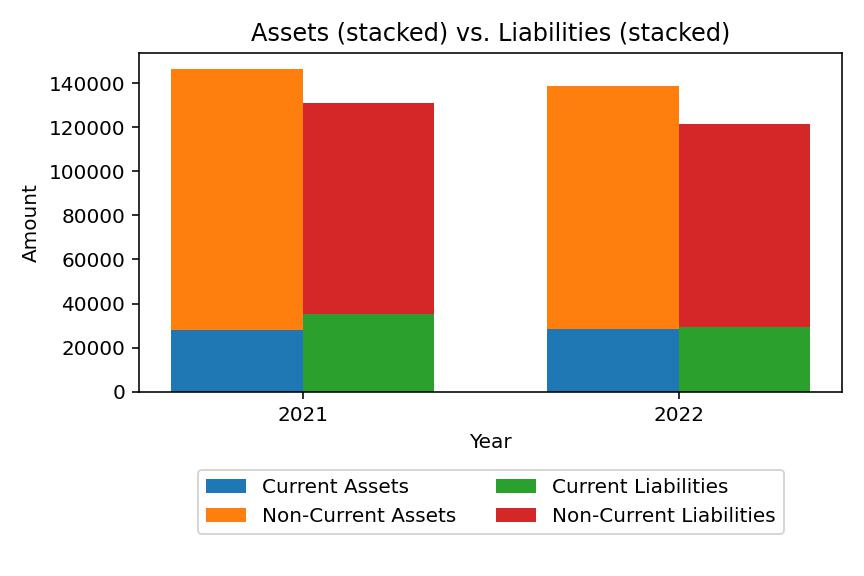 Assets (stacked) vs. Liabilities (stacked)
140000
120000
100000
80000
60000
40000
20000
0
Amount
2021
2022
Year
Current Assets
Non-Current Assets
Current Liabilities
Non-Current Liabilities